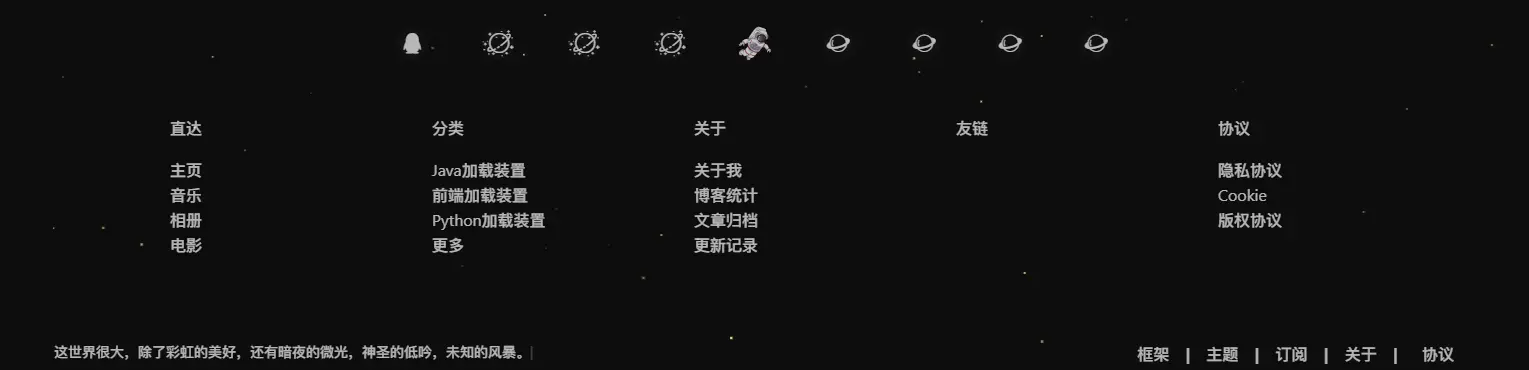 直达 分类 关于 友链 协议
主页 Java加载装置 关于我 隐私协议
音乐 前端加载装置 博客统计 Cookie
相册 Python加载装置 文章归档 版权协议
电影 更多 更新记录
这世界很大，除了彩虹的美好，还有暗夜的微光，神圣的低吟，未知的风暴。|
框架 | 主题 | 订阅 | 关于 | 协议